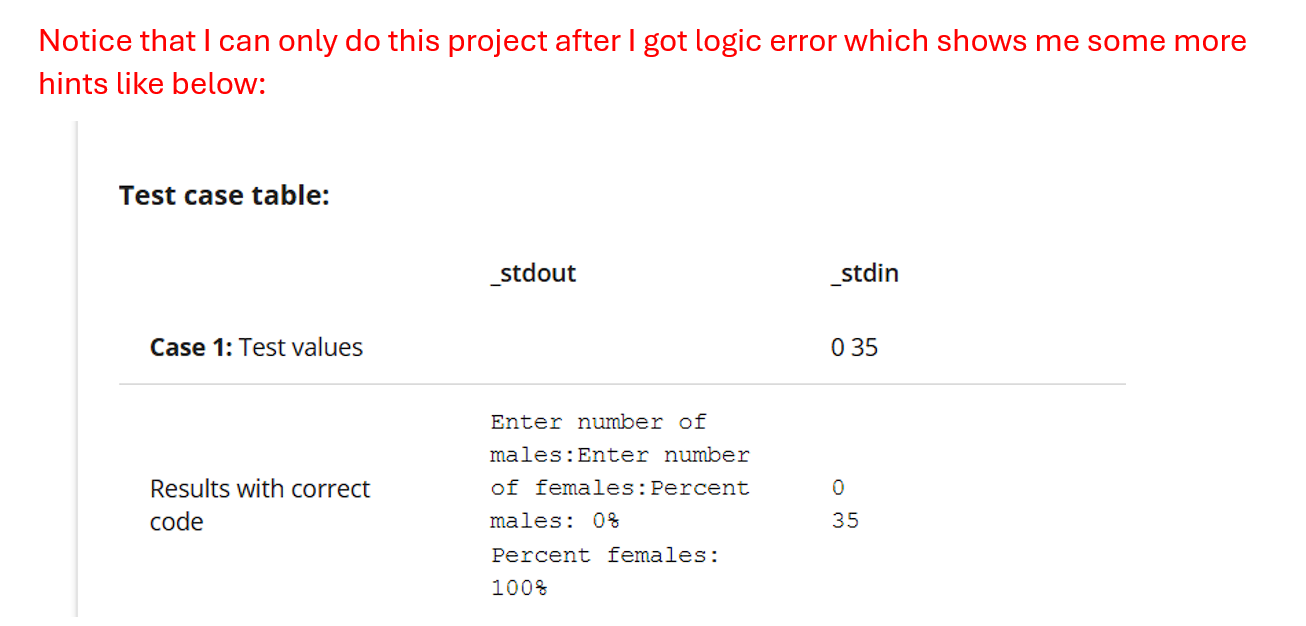 Notice that I can only do this project after I got logic error which shows me some more
hints like below:
Test case table:
_stdout _stdin
Case 1: Test values 0 35
Enter number of
males:Enter number
Results with correct of females:Percent 0
code males: 0% 35
Percent females:
100%